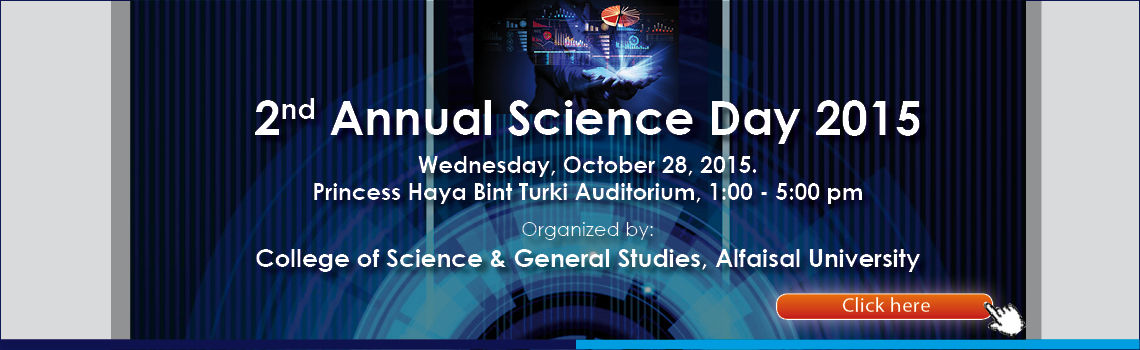 2nd Annual Science Day 2015
Wednesday, October 28, 2015.
Princess Haya Bint Turki Auditorium, 1:00 - 5:00 pm
Organized by:
College of Science & General Studies, Alfaisal University
Click here